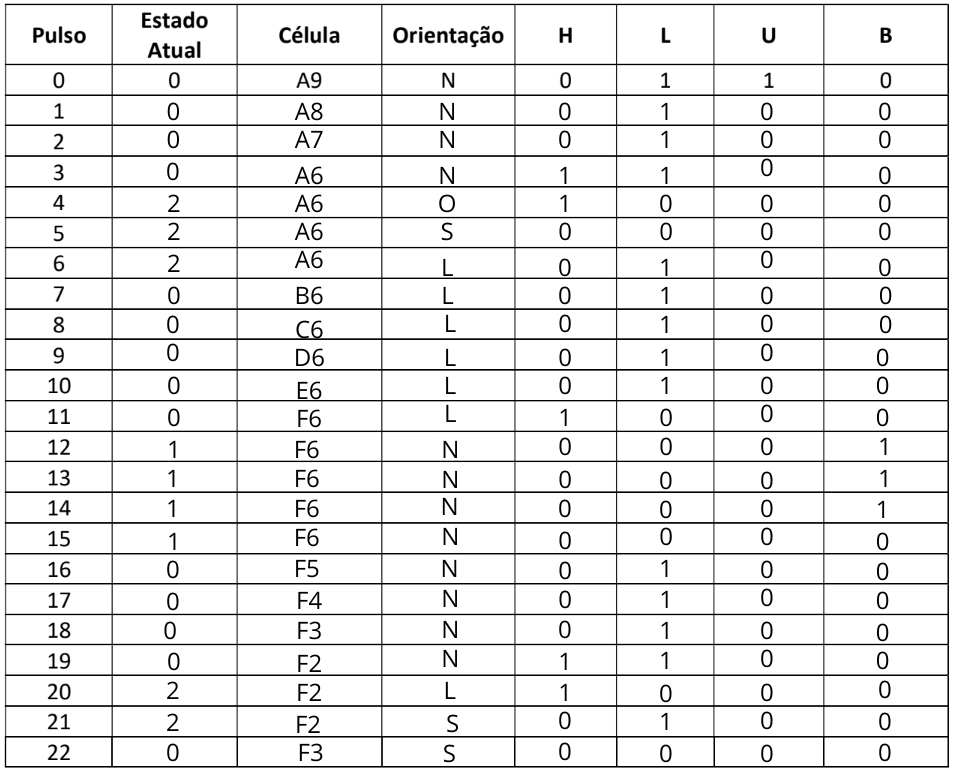 Pulso Estado Atual Célula Orientação H L U B
0 0 A9 N 0 1 1 0
1 0 A8 N 0 1 0 0
2 0 A7 N 0 1 0 0
3 0 A6 N 1 1 0 0
4 2 A6 O 1 0 0 0
5 2 A6 S 0 0 0 0
6 2 A6 L 0 1 0 0
7 0 B6 L 0 1 0 0
8 0 C6 L 0 1 0 0
9 0 D6 L 0 1 0 0
10 0 E6 L 0 1 0 0
11 0 F6 L 1 0 0 0
12 1 F6 N 0 0 0 1
13 1 F6 N 0 0 0 1
14 1 F6 N 0 0 0 1
15 1 F6 N 0 0 0 0
16 0 F5 N 0 1 0 0
17 0 F4 N 0 1 0 0
18 0 F3 N 0 1 0 0
19 0 F2 N 1 1 0 0
20 2 F2 L 1 0 0 0
21 2 F2 S 0 1 0 0
22 0 F3 S 0 0 0 0